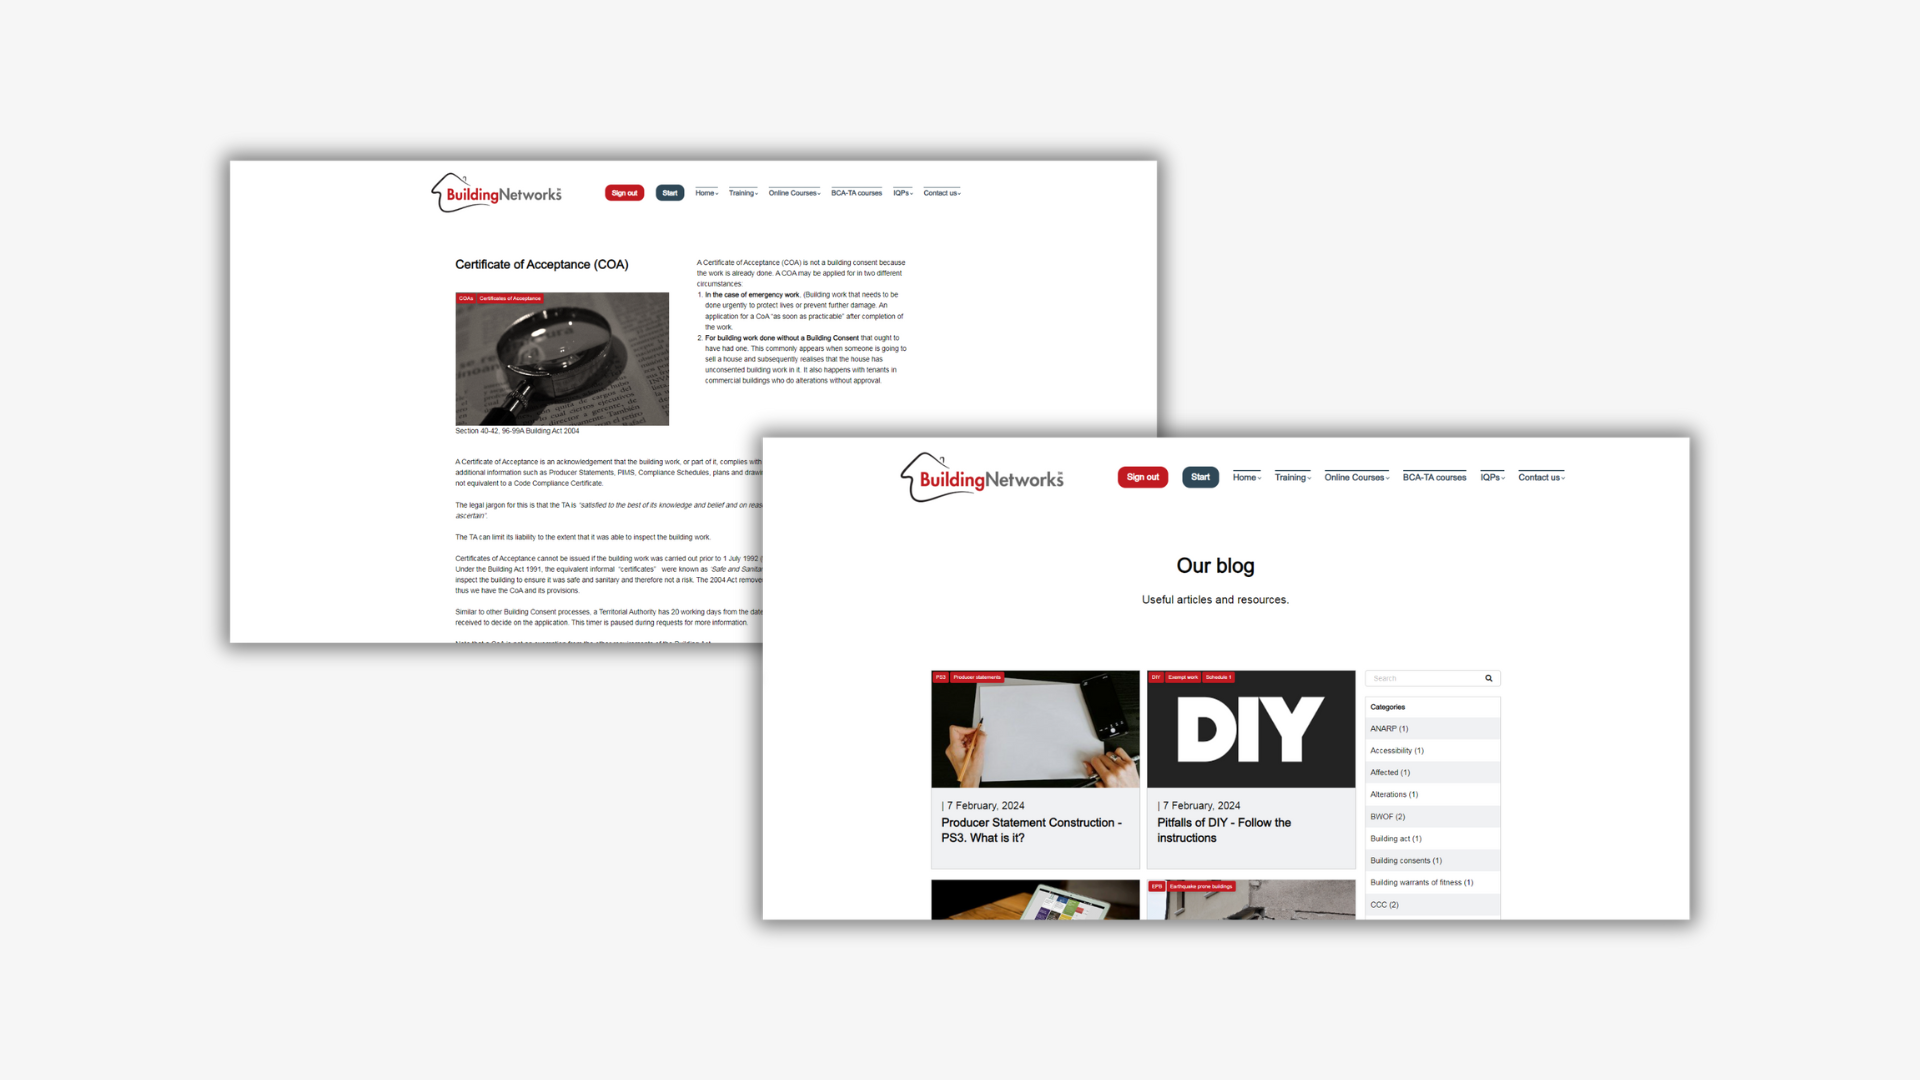 BuildingNetworks
Sign out
Start
Home
Training
Online Courses
BCA-TA courses
IQPs
Contact us
Certificate of Acceptance (COA)
COAs
Certificates of Acceptance
Section 40-42, 96-99A Building Act 2004
A Certificate of Acceptance (COA) is not a building consent because
the work is already done. A COA may be applied for in two different
circumstances:
1. In the case of emergency work, (Building work that needs to be
done urgently to protect lives or prevent further damage. An
application for a CoA “as soon as practicable” after completion of
the work.
2. For building work done without a Building Consent that ought to
have had one. This commonly appears when someone is going to
sell a house and subsequently realises that the house has
unconsented building work in it. It also happens with tenants in
commercial buildings who do alterations without approval.
A Certificate of Acceptance is an acknowledgement that the building work, or part of it, complies with
additional information such as Producer Statements, PIMS, Compliance Schedules, plans and
not equivalent to a Code Compliance Certificate.
The legal jargon for this is that the TA is “satisfied to the best of its knowledge and belief and on
ascertain”.
The TA can limit its liability to the extent that it was able to inspect the building work.
Certificates of Acceptance cannot be issued if the building work was carried out prior to 1 July 1992
Under the Building Act 1991, the equivalent informal “certificates” were known as ‘Safe and
inspect the building to ensure it was safe and sanitary and therefore not a risk. The 2004 Act
thus we have the CoA and its provisions.
Similar to other Building Consent processes, a Territorial Authority has 20 working days from the date
received to decide on the application. This timer is paused during requests for more information.
BuildingNetworks
Sign out
Start
Home
Training
Online Courses
BCA-TA courses
IQPs
Contact us
Our blog
Useful articles and resources.
PS3
Producer statements
| 7 February, 2024
Producer Statement Construction -
PS3. What is it?
DIY
Exempt work
Schedule 1
DIY
| 7 February, 2024
Pitfalls of DIY - Follow the
instructions
EPB
Earthquake prone buildings
Search
Categories
ANARP (1)
Accessibility (1)
Affected (1)
Alterations (1)
BWOF (2)
Building act (1)
Building consents (1)
Building warrants of fitness (1)
CCC (2)